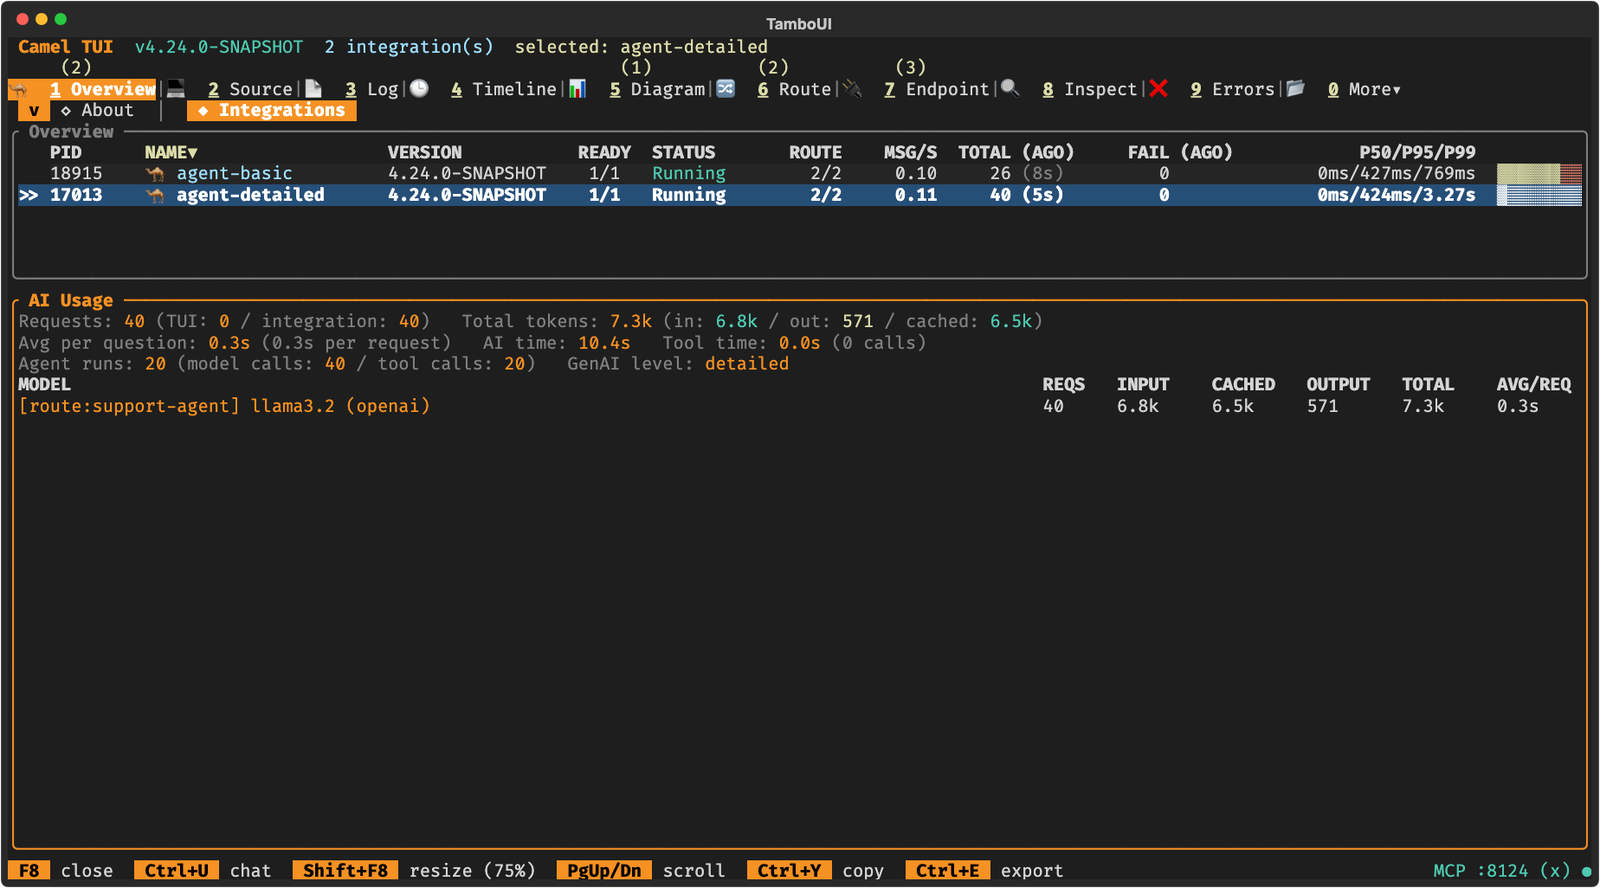 TamboUI
Camel TUI v4.24.0-SNAPSHOT 2 integration(s) selected: agent-detailed
(2) (1) (2) (3)
1 Overview | 2 Source | 3 Log | 4 Timeline | 5 Diagram | 6 Route | 7 Endpoint | 8 Inspect | 9 Errors | 0 More▾
v ◇ About | ◆ Integrations
Overview
PID NAME▼ VERSION READY STATUS ROUTE MSG/S TOTAL (AGO) FAIL (AGO) P50/P95/P99
18915 agent-basic 4.24.0-SNAPSHOT 1/1 Running 2/2 0.10 26 (8s) 0 0ms/427ms/769ms
>> 17013 agent-detailed 4.24.0-SNAPSHOT 1/1 Running 2/2 0.11 40 (5s) 0 0ms/424ms/3.27s
AI Usage
Requests: 40 (TUI: 0 / integration: 40) Total tokens: 7.3k (in: 6.8k / out: 571 / cached: 6.5k)
Avg per question: 0.3s (0.3s per request) AI time: 10.4s Tool time: 0.0s (0 calls)
Agent runs: 20 (model calls: 40 / tool calls: 20) GenAI level: detailed
MODEL REQS INPUT CACHED OUTPUT TOTAL AVG/REQ
[route:support-agent] llama3.2 (openai) 40 6.8k 6.5k 571 7.3k 0.3s
F8 close Ctrl+U chat Shift+F8 resize (75%) PgUp/Dn scroll Ctrl+Y copy Ctrl+E export MCP :8124 (x) ●